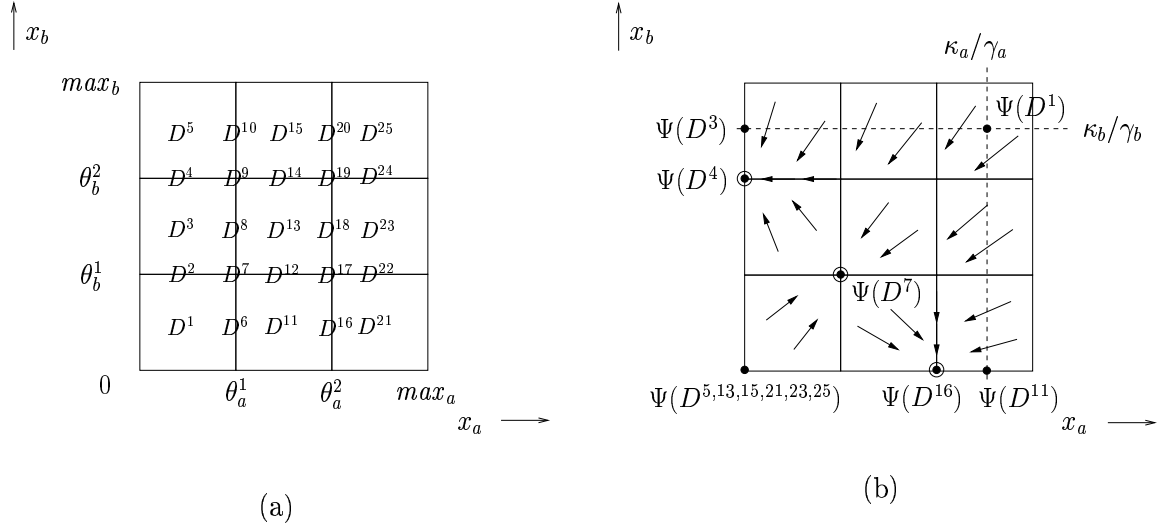 x_b
max_b
D^5 D^10 D^15 D^20 D^25
θ_b^2
D^4 D^9 D^14 D^19 D^24
D^3 D^8 D^13 D^18 D^23
θ_b^1
D^2 D^7 D^12 D^17 D^22
D^1 D^6 D^11 D^16 D^21
0
θ_a^1 θ_a^2 max_a
x_a
(a)
x_b
κ_a/γ_a
Ψ(D^1)
Ψ(D^3)
κ_b/γ_b
Ψ(D^4)
Ψ(D^7)
Ψ(D^{5,13,15,21,23,25}) Ψ(D^16) Ψ(D^11)
x_a
(b)